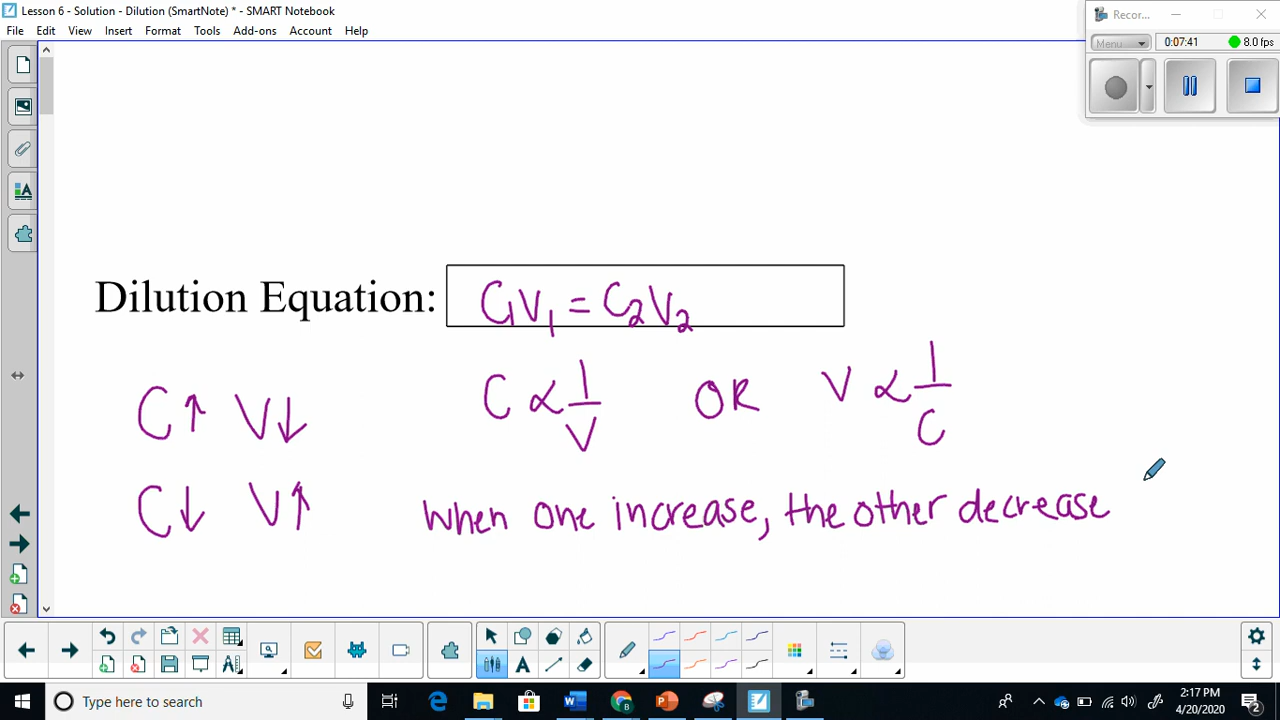 Lesson 6 - Solution - Dilution (SmartNote) * - SMART Notebook
Recor...
File Edit View Insert Format Tools Add-ons Account Help
Menu 0:07:41 8.0 fps
Dilution Equation: C₁V₁ = C₂V₂
C↑ V↓ C ∝ 1/V OR V ∝ 1/C
C↓ V↑ When one increase, the other decrease
Type here to search
2:17 PM
4/20/2020
2